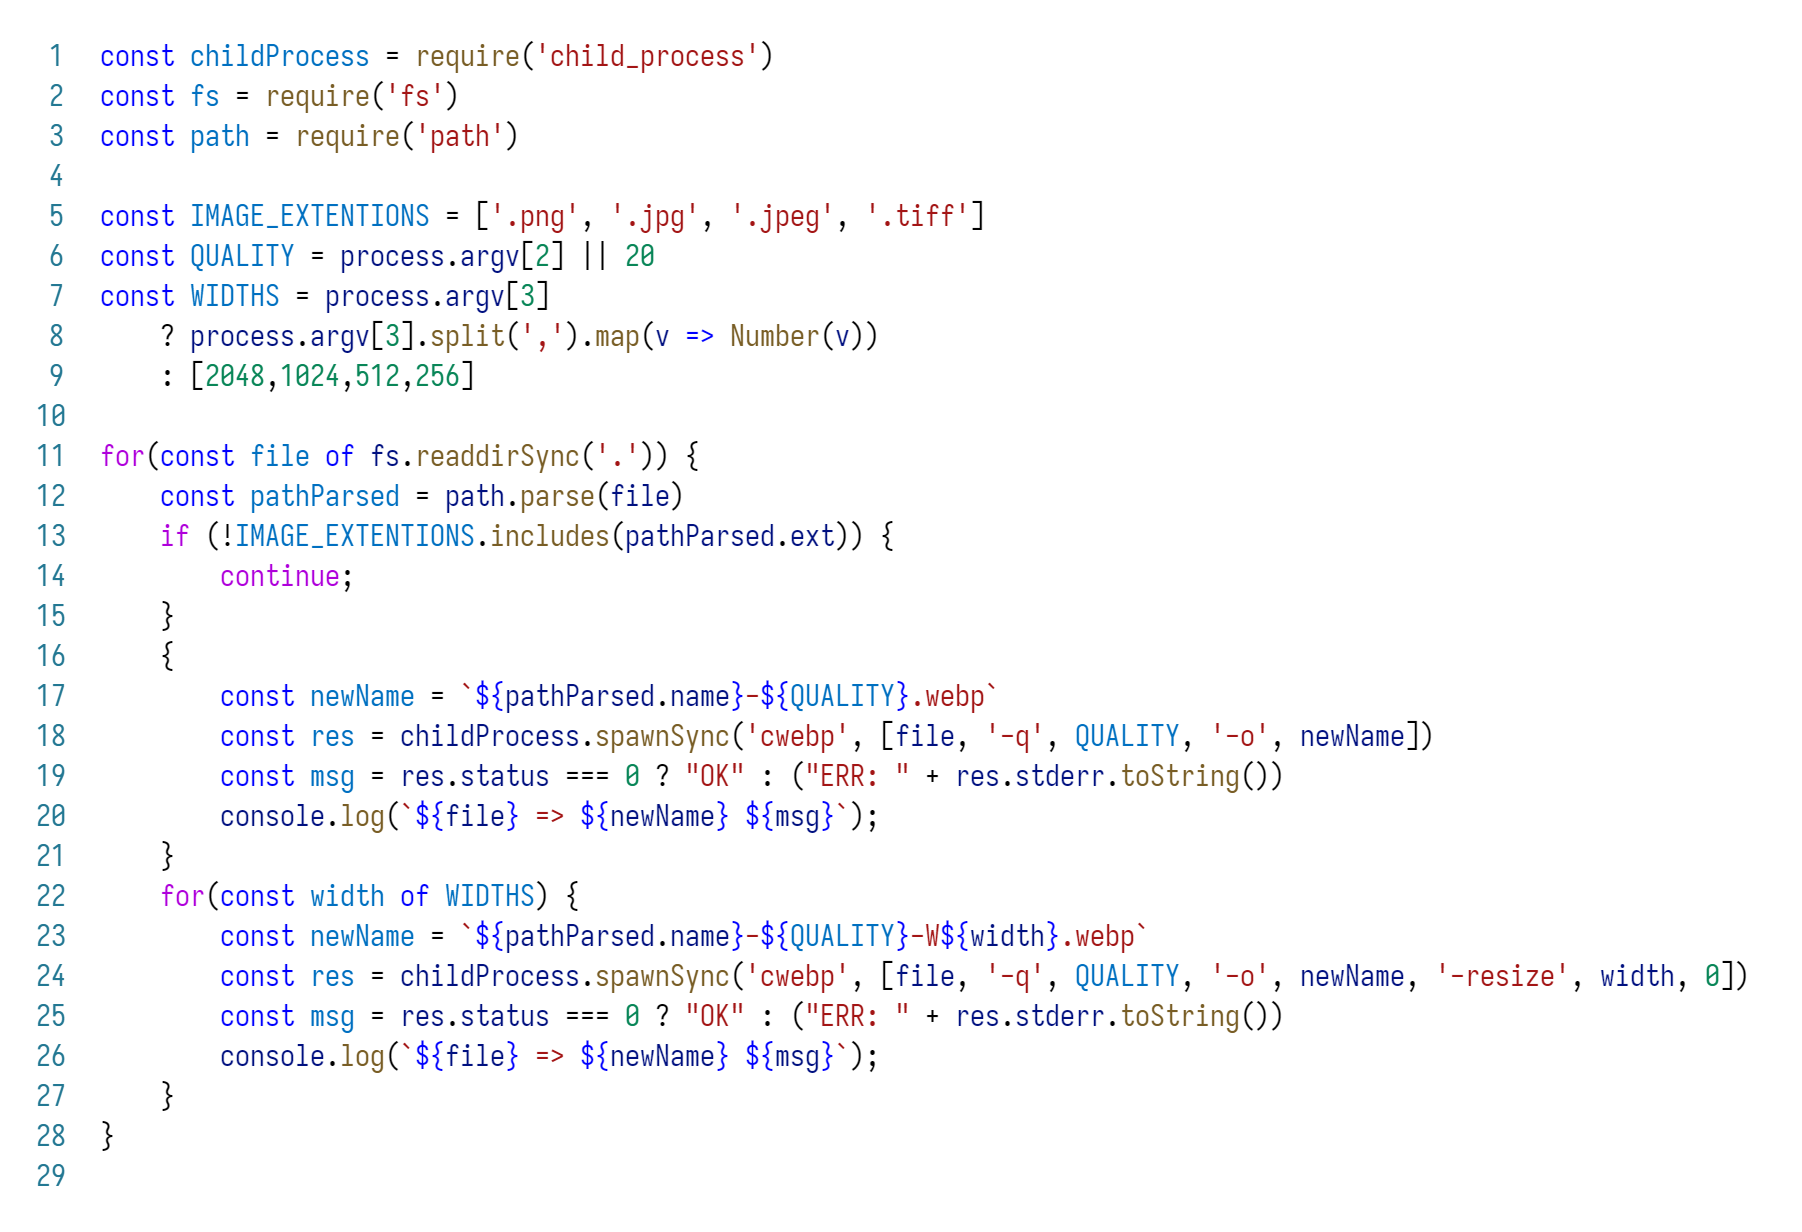 1 const childProcess = require('child_process')
2 const fs = require('fs')
3 const path = require('path')
4
5 const IMAGE_EXTENTIONS = ['.png', '.jpg', '.jpeg', '.tiff']
6 const QUALITY = process.argv[2] || 20
7 const WIDTHS = process.argv[3]
8     ? process.argv[3].split(',').map(v => Number(v))
9     : [2048,1024,512,256]
10
11 for(const file of fs.readdirSync('.')) {
12     const pathParsed = path.parse(file)
13     if (!IMAGE_EXTENTIONS.includes(pathParsed.ext)) {
14         continue;
15     }
16     {
17         const newName = `${pathParsed.name}-${QUALITY}.webp`
18         const res = childProcess.spawnSync('cwebp', [file, '-q', QUALITY, '-o', newName])
19         const msg = res.status === 0 ? "OK" : ("ERR: " + res.stderr.toString())
20         console.log(`${file} => ${newName} ${msg}`);
21     }
22     for(const width of WIDTHS) {
23         const newName = `${pathParsed.name}-${QUALITY}-W${width}.webp`
24         const res = childProcess.spawnSync('cwebp', [file, '-q', QUALITY, '-o', newName, '-resize', width, 0])
25         const msg = res.status === 0 ? "OK" : ("ERR: " + res.stderr.toString())
26         console.log(`${file} => ${newName} ${msg}`);
27     }
28 }
29